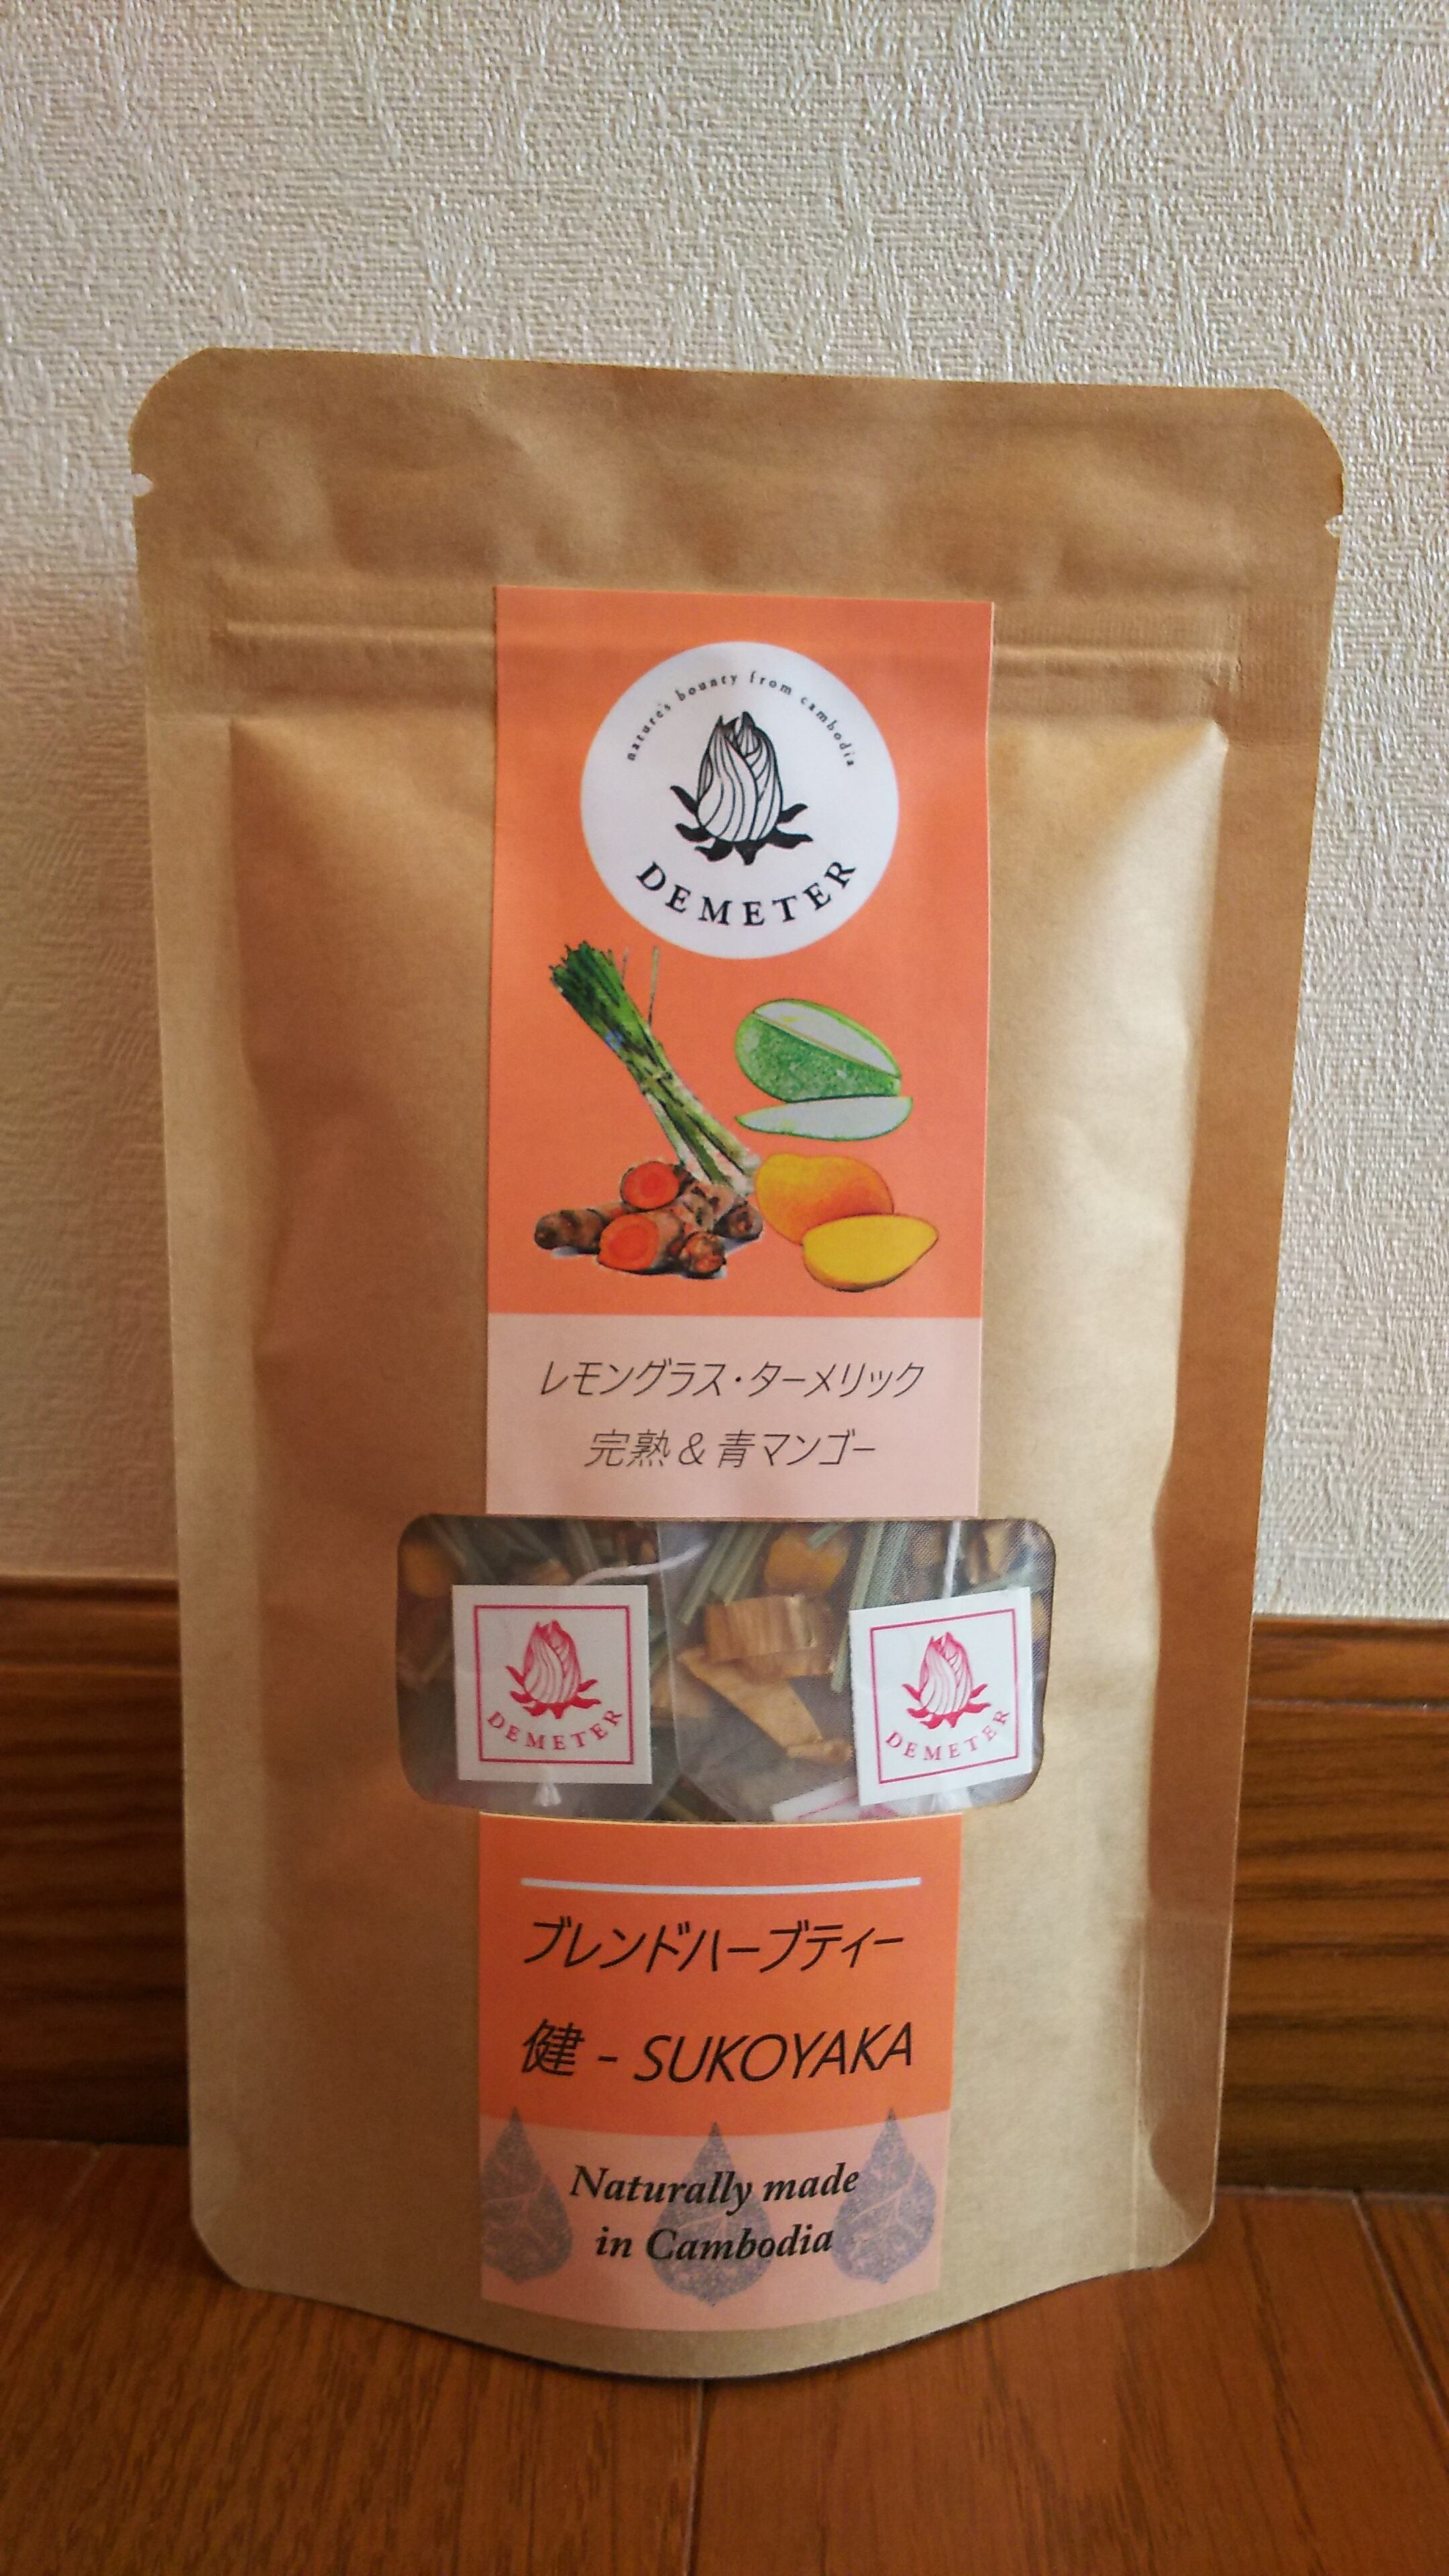 nature's bounty from cambodia
DEMETER
レモングラス・ターメリック
完熟 & 青マンゴー
DEMETER
DEMETER
ブレンドハーブティー
健 - SUKOYAKA
Naturally made
in Cambodia